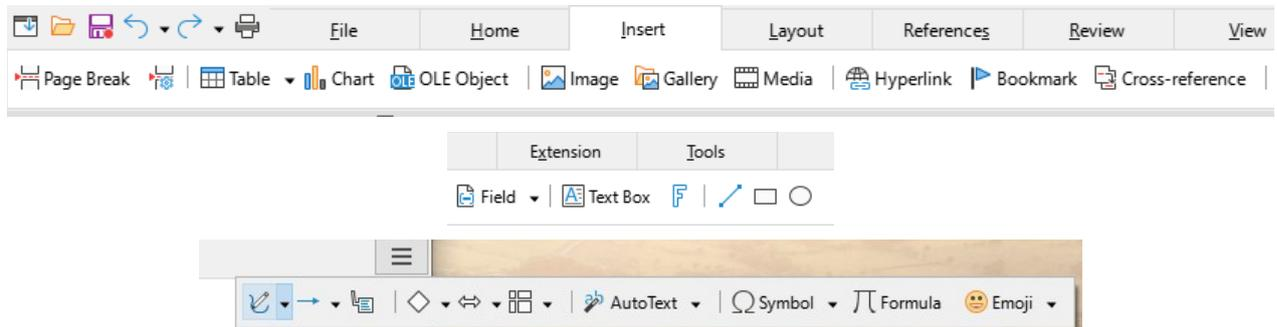 File Home Insert Layout References Review View
Page Break Table Chart OLE Object Image Gallery Media Hyperlink Bookmark Cross-reference
Extension Tools
Field Text Box
AutoText Symbol Formula Emoji